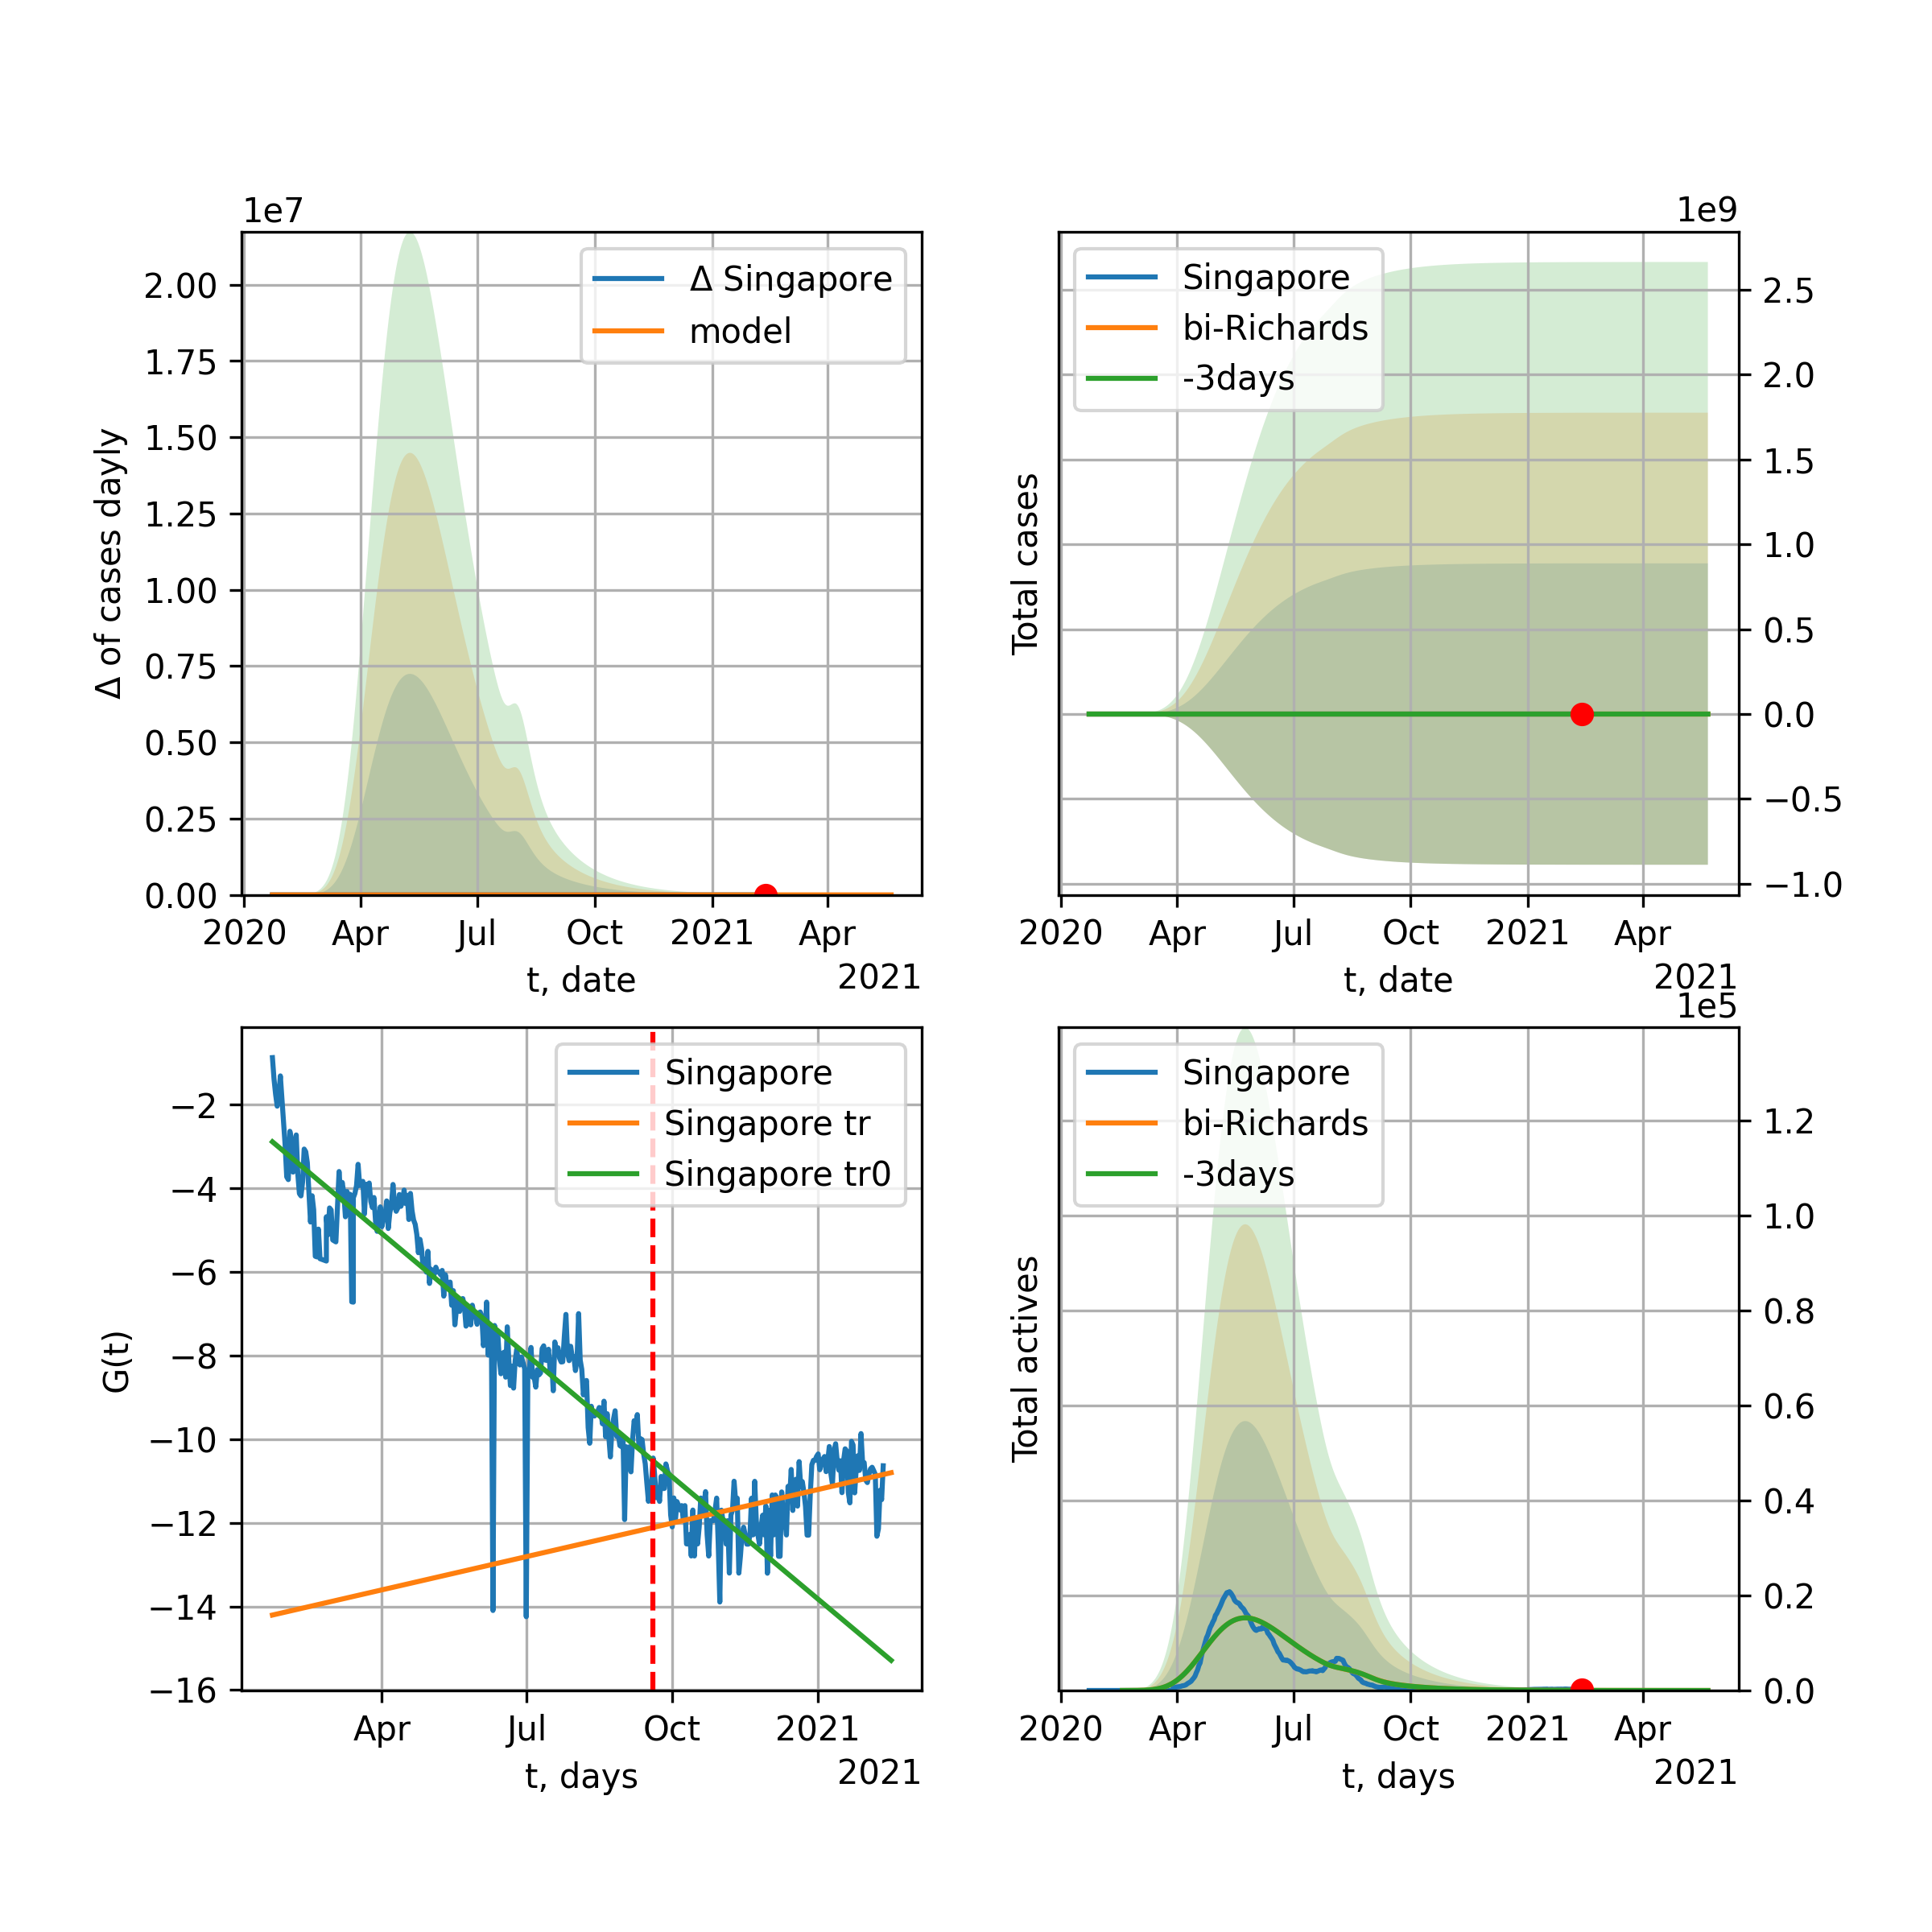 1e7
Δ of cases dayly
2.00
1.75
1.50
1.25
1.00
0.75
0.50
0.25
0.00
Δ Singapore
model
2020 Apr Jul Oct 2021 Apr
t, date
2021
1e9
Total cases
Singapore
bi-Richards
-3days
2.5
2.0
1.5
1.0
0.5
0.0
−0.5
−1.0
2020 Apr Jul Oct 2021 Apr
t, date
2021
G(t)
−2
−4
−6
−8
−10
−12
−14
−16
Singapore
Singapore tr
Singapore tr0
Apr Jul Oct 2021
t, days
2021
1e5
Total actives
Singapore
bi-Richards
-3days
1.2
1.0
0.8
0.6
0.4
0.2
0.0
2020 Apr Jul Oct 2021 Apr
t, days
2021